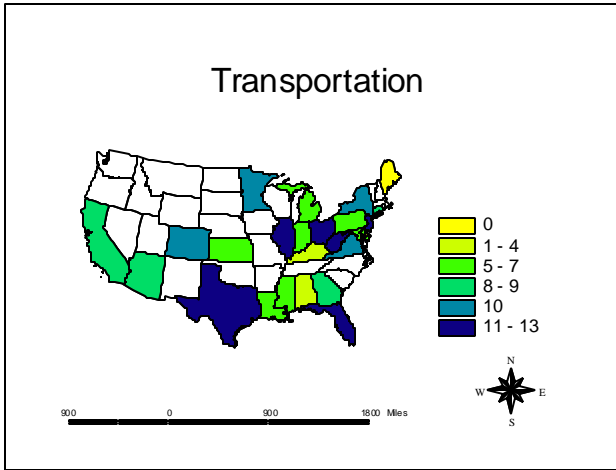 Transportation
0
1 - 4
5 - 7
8 - 9
10
11 - 13
N
W E
S
900 0 900 1800 Miles